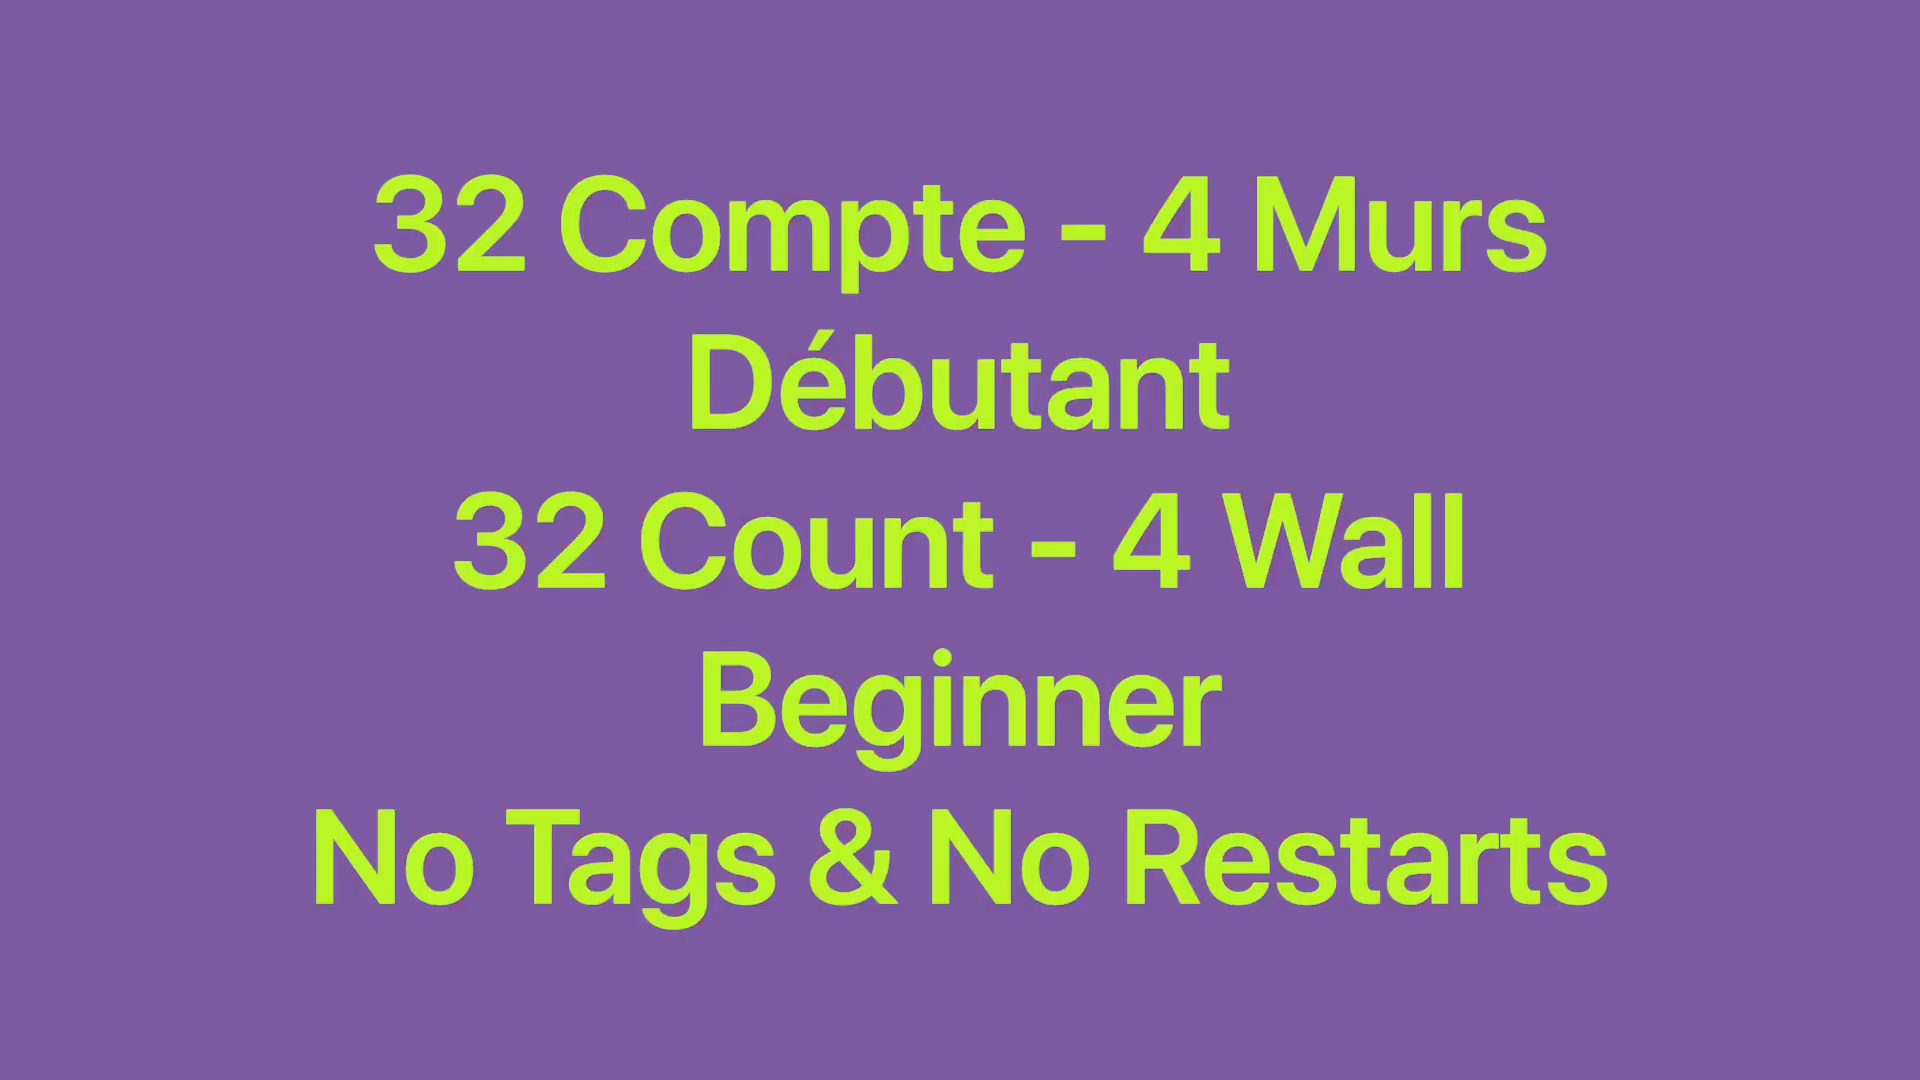 32 Compte - 4 Murs
Débutant
32 Count - 4 Wall
Beginner
No Tags & No Restarts